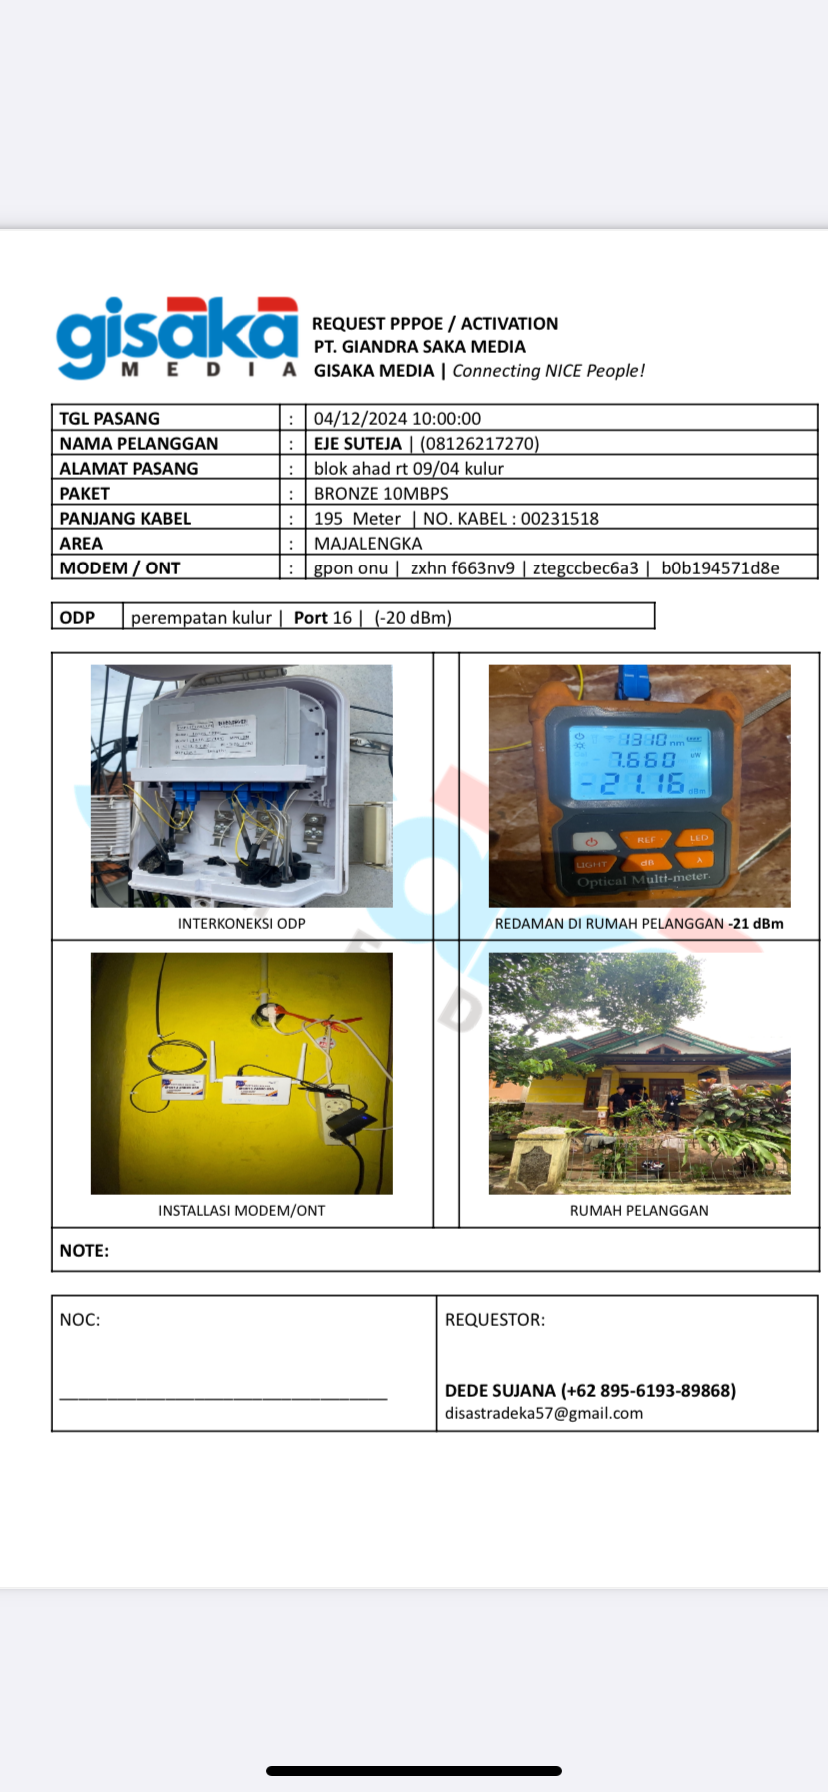 gisaka
MEDIA
REQUEST PPPOE / ACTIVATION
PT. GIANDRA SAKA MEDIA
GISAKA MEDIA | Connecting NICE People!
TGL PASANG : 04/12/2024 10:00:00
NAMA PELANGGAN : EJE SUTEJA | (08126217270)
ALAMAT PASANG : blok ahad rt 09/04 kulur
PAKET : BRONZE 10MBPS
PANJANG KABEL : 195 Meter | NO. KABEL : 00231518
AREA : MAJALENGKA
MODEM / ONT : gpon onu | zxhn f663nv9 | ztegccbec6a3 | b0b194571d8e
ODP perempatan kulur | Port 16 | (-20 dBm)
1310 nm
7.660 uW
-21.16 dBm
REF LED
LIGHT dB λ
Optical Multi-meter
INTERKONEKSI ODP
REDAMAN DI RUMAH PELANGGAN -21 dBm
INSTALLASI MODEM/ONT
RUMAH PELANGGAN
NOTE:
NOC:
REQUESTOR:
DEDE SUJANA (+62 895-6193-89868)
disastradeka57@gmail.com